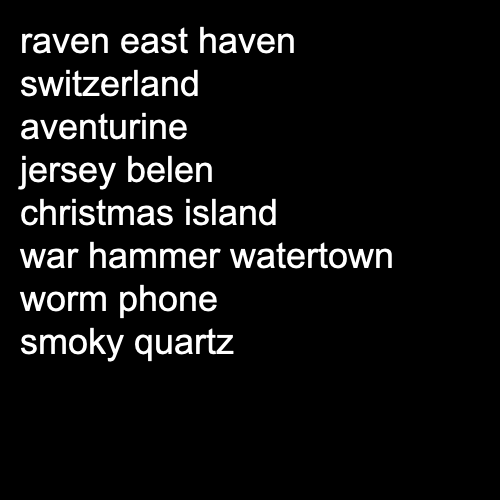 raven east haven
switzerland
aventurine
jersey belen
christmas island
war hammer watertown
worm phone
smoky quartz